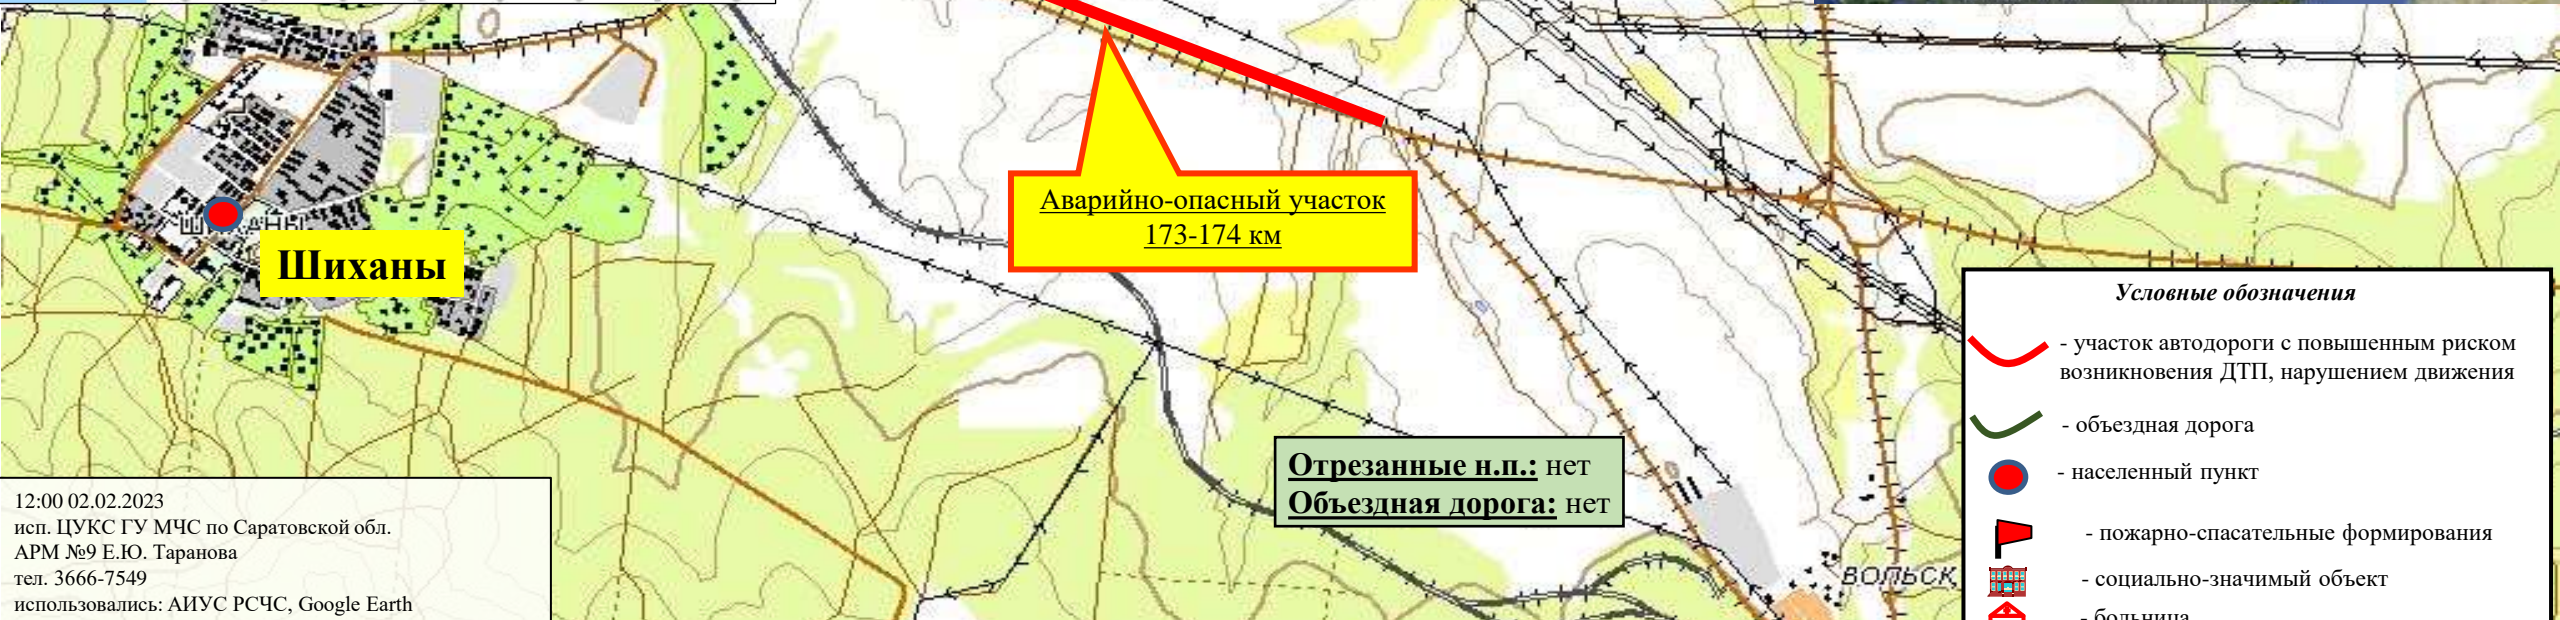 ШИХАНЫ
Шиханы
Аварийно-опасный участок
173-174 км
Отрезанные н.п.: нет
Объездная дорога: нет
12:00 02.02.2023
исп. ЦУКС ГУ МЧС по Саратовской обл.
АРМ №9 Е.Ю. Таранова
тел. 3666-7549
использовались: АИУС РСЧС, Google Earth
ВОЛЬСК
Условные обозначения
- участок автодороги с повышенным риском
возникновения ДТП, нарушением движения
- объездная дорога
- населенный пункт
- пожарно-спасательные формирования
- социально-значимый объект
- больница